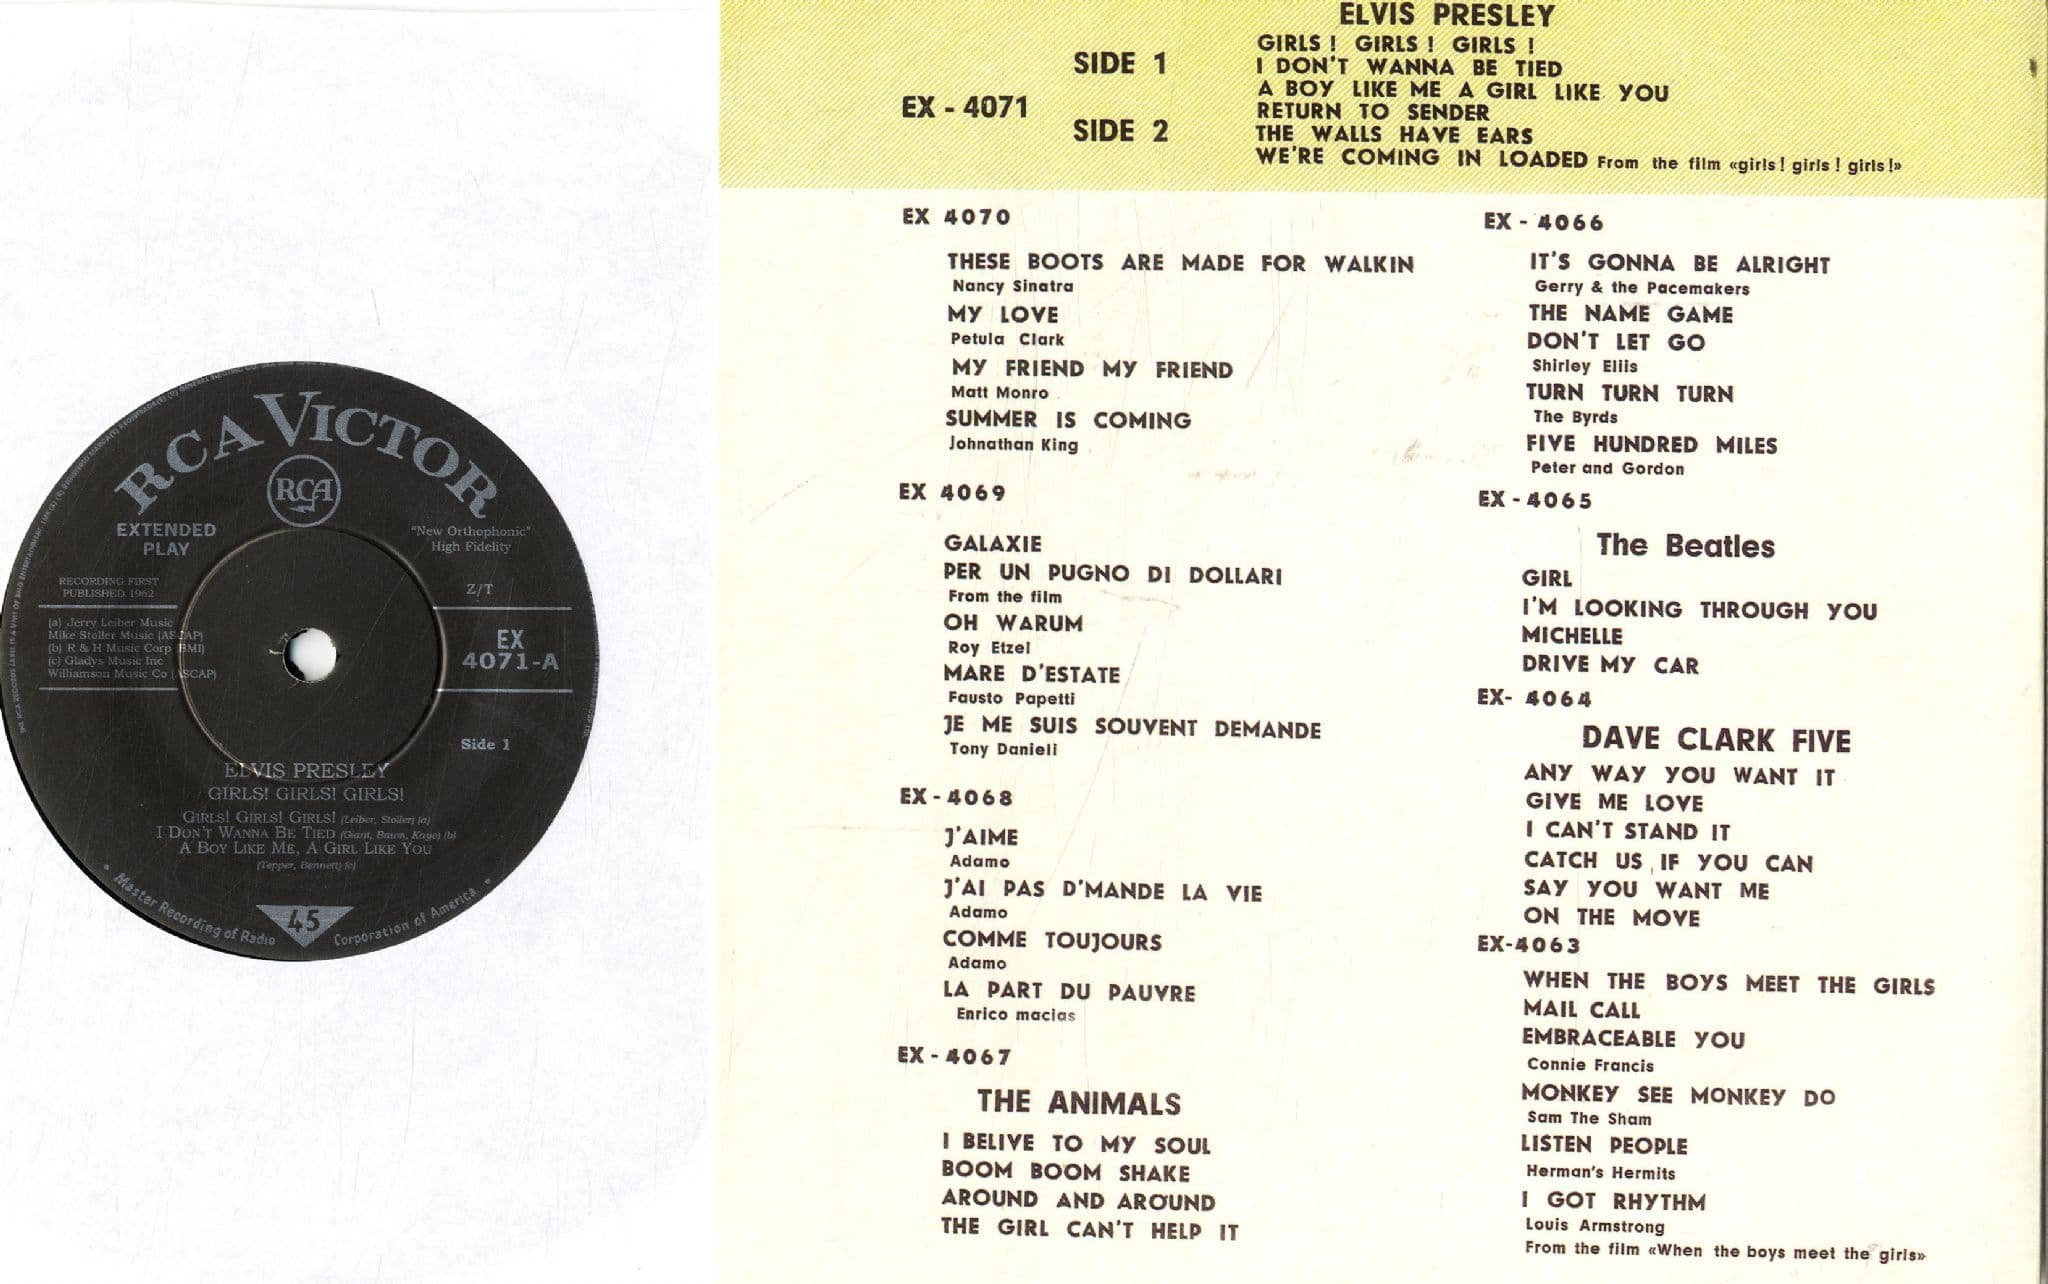 RCA VICTOR
RCA
EXTENDED
PLAY
"New Orthophonic"
High Fidelity
RECORDING FIRST
PUBLISHED 1962
Z/T
(a) Jerry Leiber Music
Mike Stoller Music (ASCAP)
(b) R & H Music Corp (BMI)
(c) Gladys Music Inc
Williamson Music Co (ASCAP)
EX
4071-A
Side 1
ELVIS PRESLEY
GIRLS! GIRLS! GIRLS!
GIRLS! GIRLS! GIRLS! (Leiber, Stoller) (a)
I DON'T WANNA BE TIED (Giant, Baum, Kaye) (b)
A BOY LIKE ME, A GIRL LIKE YOU
(Tepper, Bennett) (c)
Master Recording of Radio Corporation of America
45
ELVIS PRESLEY
EX - 4071
SIDE 1
GIRLS! GIRLS! GIRLS!
I DON'T WANNA BE TIED
A BOY LIKE ME A GIRL LIKE YOU
SIDE 2
RETURN TO SENDER
THE WALLS HAVE EARS
WE'RE COMING IN LOADED From the film «girls! girls! girls!»
EX 4070
THESE BOOTS ARE MADE FOR WALKIN
Nancy Sinatra
MY LOVE
Petula Clark
MY FRIEND MY FRIEND
Matt Monro
SUMMER IS COMING
Johnathan King
EX 4069
GALAXIE
PER UN PUGNO DI DOLLARI
From the film
OH WARUM
Roy Etzel
MARE D'ESTATE
Fausto Papetti
JE ME SUIS SOUVENT DEMANDE
Tony Danieli
EX - 4068
J'AIME
Adamo
J'AI PAS D'MANDE LA VIE
Adamo
COMME TOUJOURS
Adamo
LA PART DU PAUVRE
Enrico macias
EX - 4067
THE ANIMALS
I BELIVE TO MY SOUL
BOOM BOOM SHAKE
AROUND AND AROUND
THE GIRL CAN'T HELP IT
EX - 4066
IT'S GONNA BE ALRIGHT
Gerry & the Pacemakers
THE NAME GAME
DON'T LET GO
Shirley Ellis
TURN TURN TURN
The Byrds
FIVE HUNDRED MILES
Peter and Gordon
EX - 4065
The Beatles
GIRL
I'M LOOKING THROUGH YOU
MICHELLE
DRIVE MY CAR
EX- 4064
DAVE CLARK FIVE
ANY WAY YOU WANT IT
GIVE ME LOVE
I CAN'T STAND IT
CATCH US IF YOU CAN
SAY YOU WANT ME
ON THE MOVE
EX-4063
WHEN THE BOYS MEET THE GIRLS
MAIL CALL
EMBRACEABLE YOU
Connie Francis
MONKEY SEE MONKEY DO
Sam The Sham
LISTEN PEOPLE
Herman's Hermits
I GOT RHYTHM
Louis Armstrong
From the film «When the boys meet the girls»